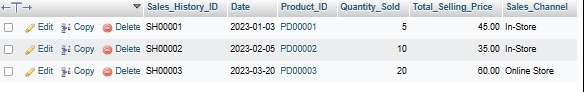 Sales_History_ID Date Product_ID Quantity_Sold Total_Selling_Price Sales_Channel
Edit Copy Delete SH00001 2023-01-03 PD00001 5 45.00 In-Store
Edit Copy Delete SH00002 2023-02-05 PD00002 10 35.00 In-Store
Edit Copy Delete SH00003 2023-03-20 PD00003 20 60.00 Online Store